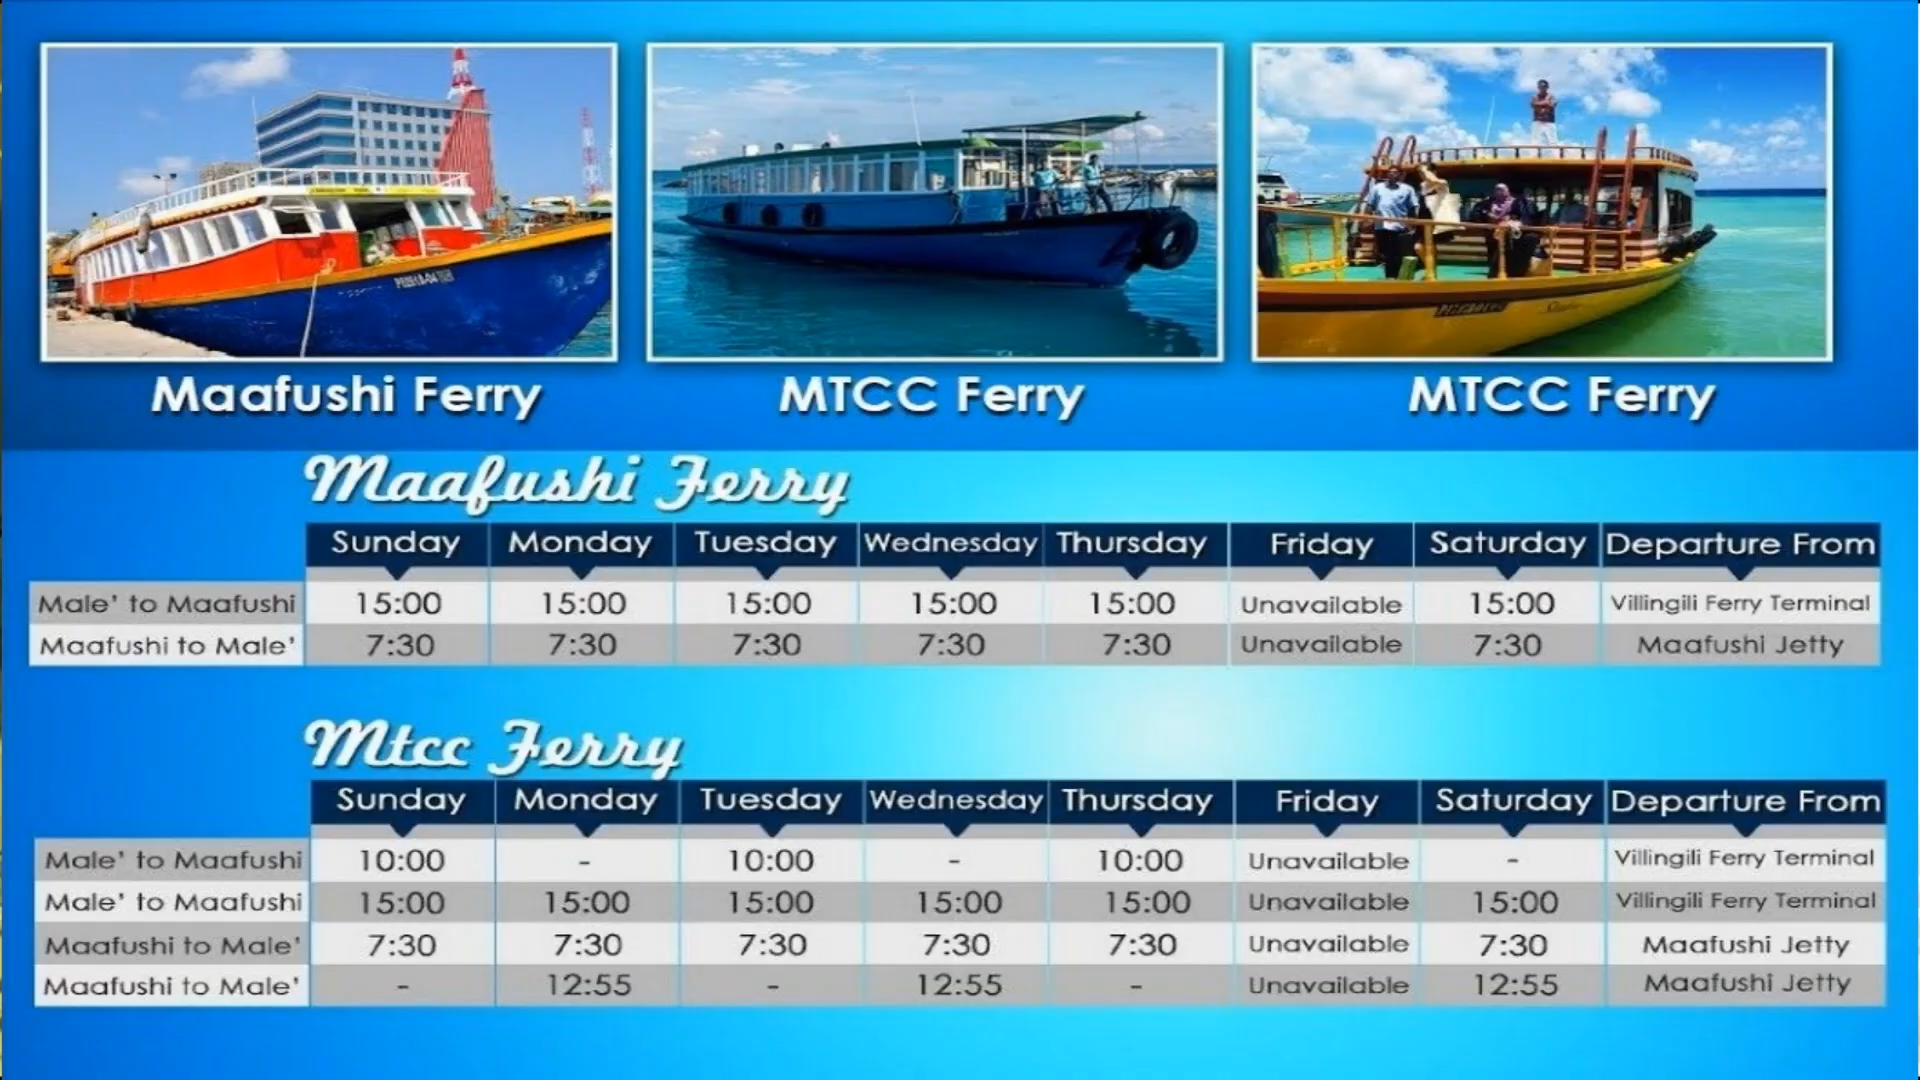 Maafushi Ferry
MTCC Ferry
MTCC Ferry
Maafushi Ferry
Sunday Monday Tuesday Wednesday Thursday Friday Saturday Departure From
Male' to Maafushi 15:00 15:00 15:00 15:00 15:00 Unavailable 15:00 Villingili Ferry Terminal
Maafushi to Male' 7:30 7:30 7:30 7:30 7:30 Unavailable 7:30 Maafushi Jetty
Mtcc Ferry
Sunday Monday Tuesday Wednesday Thursday Friday Saturday Departure From
Male' to Maafushi 10:00 - 10:00 - 10:00 Unavailable - Villingili Ferry Terminal
Male' to Maafushi 15:00 15:00 15:00 15:00 15:00 Unavailable 15:00 Villingili Ferry Terminal
Maafushi to Male' 7:30 7:30 7:30 7:30 7:30 Unavailable 7:30 Maafushi Jetty
Maafushi to Male' - 12:55 - 12:55 - Unavailable 12:55 Maafushi Jetty